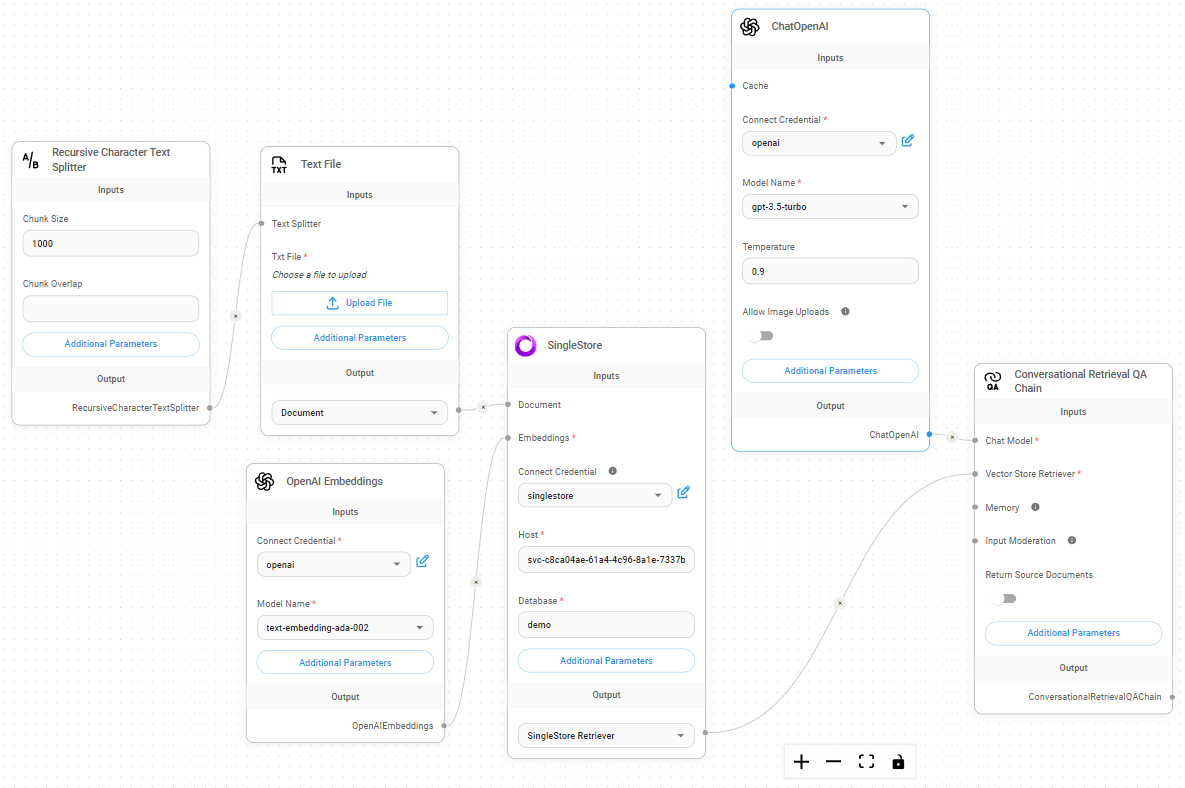 Recursive Character Text
Splitter
Inputs
Chunk Size
1000
Chunk Overlap
Additional Parameters
Output
RecursiveCharacterTextSplitter
TXT
Text File
Inputs
Text Splitter
Txt File *
Choose a file to upload
Upload File
Additional Parameters
Output
Document
OpenAI Embeddings
Inputs
Connect Credential *
openai
Model Name *
text-embedding-ada-002
Additional Parameters
Output
OpenAIEmbeddings
SingleStore
Inputs
Document
Embeddings *
Connect Credential
singlestore
Host *
svc-c8ca04ae-61a4-4c96-8a1e-7337b
Database *
demo
Additional Parameters
Output
SingleStore Retriever
ChatOpenAI
Inputs
Cache
Connect Credential *
openai
Model Name *
gpt-3.5-turbo
Temperature
0.9
Allow Image Uploads
Additional Parameters
Output
ChatOpenAI
QA
Conversational Retrieval QA
Chain
Inputs
Chat Model *
Vector Store Retriever *
Memory
Input Moderation
Return Source Documents
Additional Parameters
Output
ConversationalRetrievalQAChain